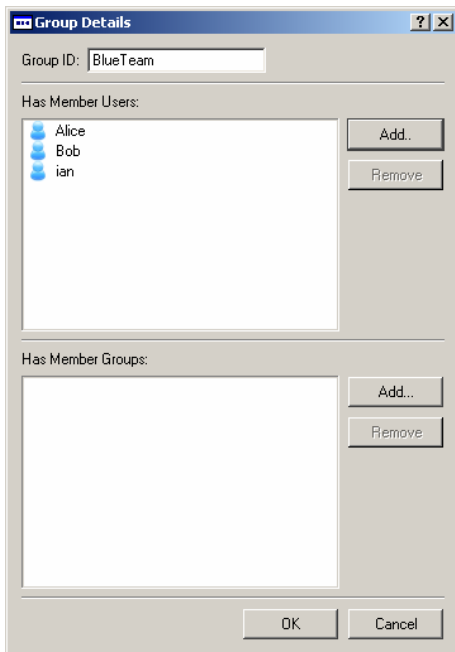 Group Details
Group ID: BlueTeam
Has Member Users:
Alice
Bob
ian
Add..
Remove
Has Member Groups:
Add...
Remove
OK
Cancel